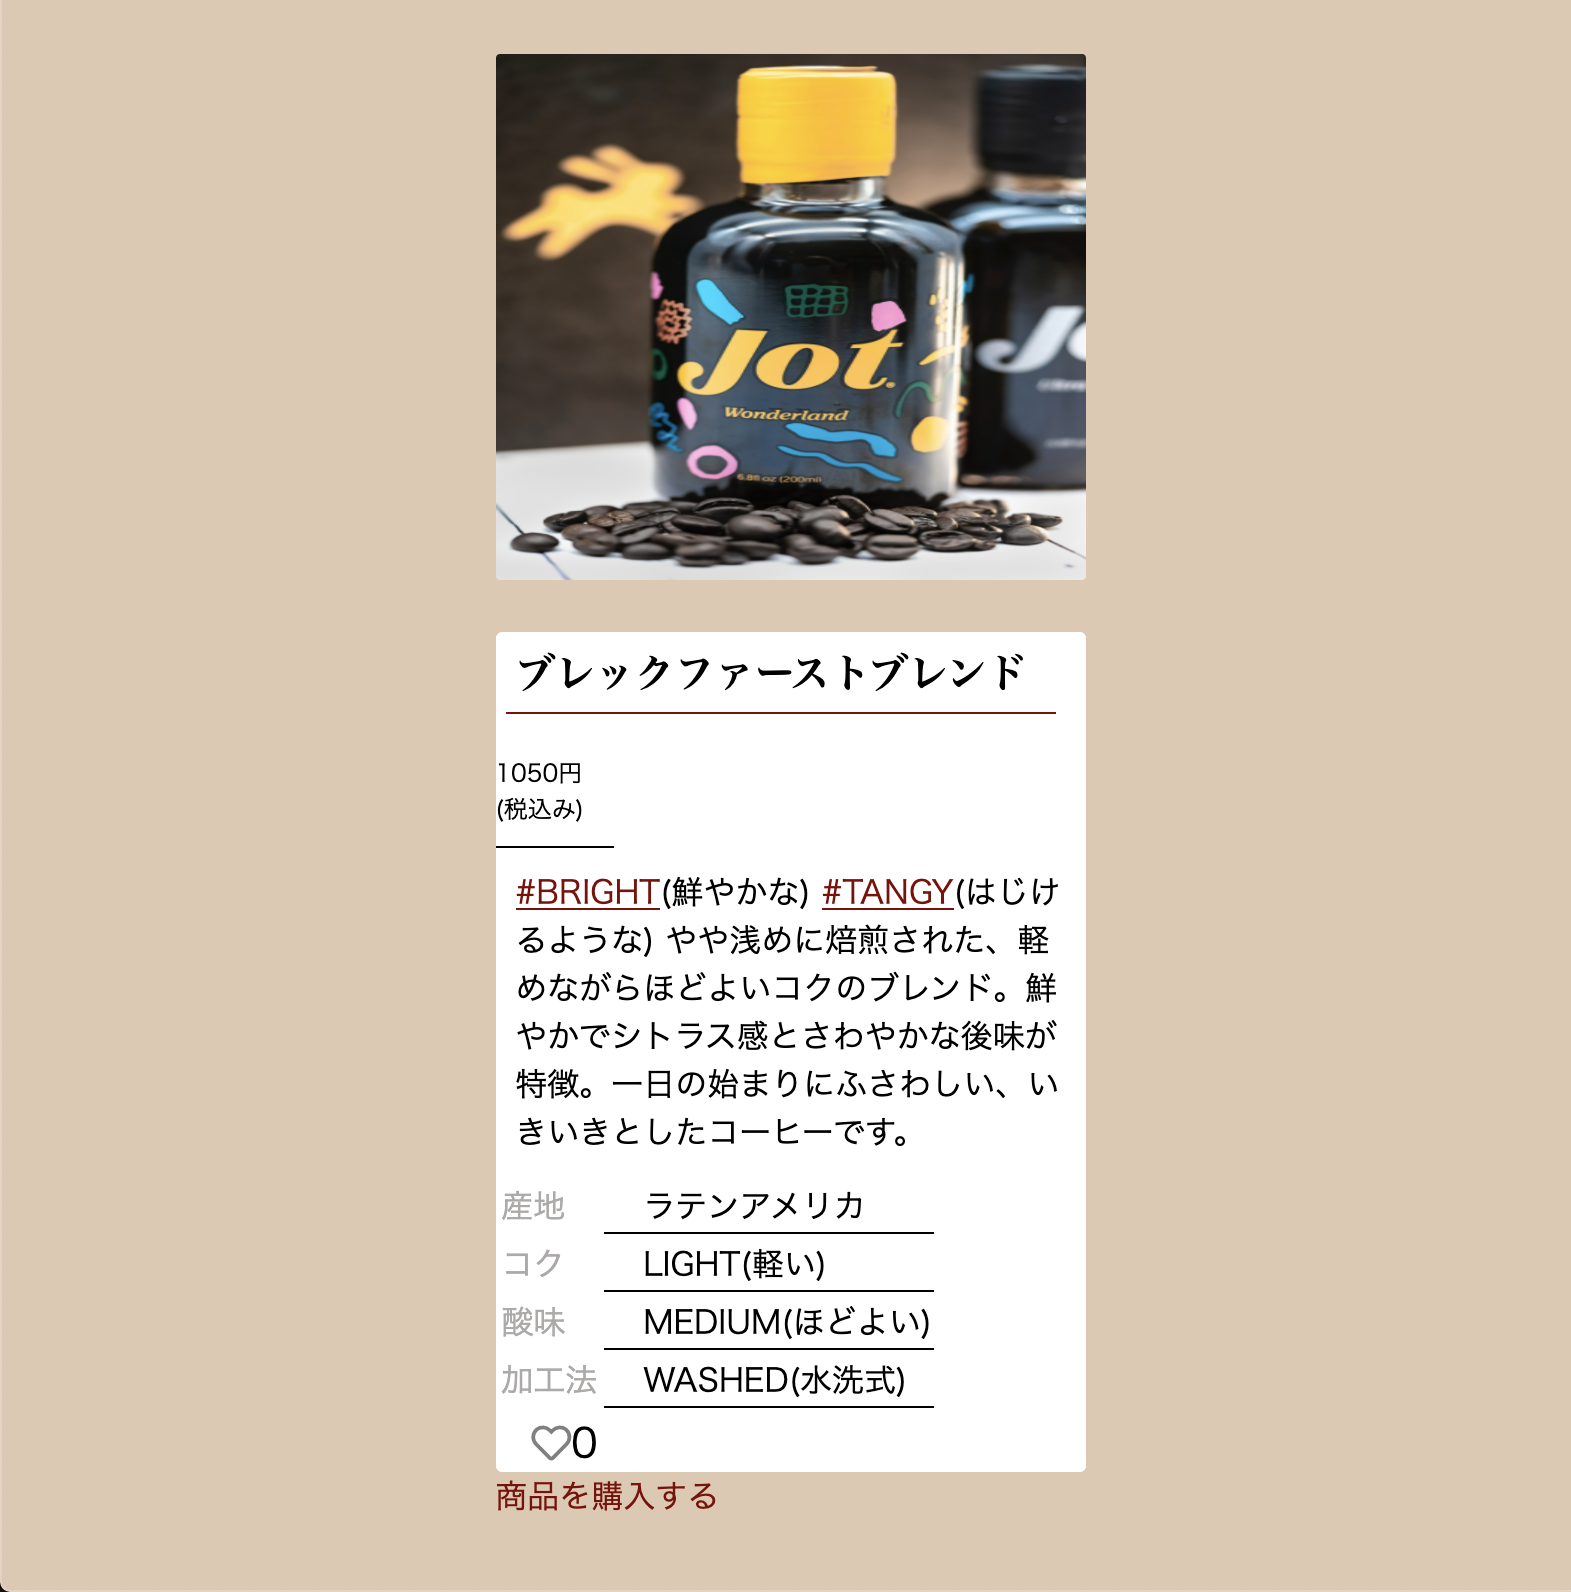 Jot.
Wonderland
6.85 oz (200ml)
ブレックファーストブレンド
1050円
(税込み)
#BRIGHT(鮮やかな) #TANGY(はじけ
るような) やや浅めに焙煎された、軽
めながらほどよいコクのブレンド。鮮
やかでシトラス感とさわやかな後味が
特徴。一日の始まりにふさわしい、い
きいきとしたコーヒーです。
産地 ラテンアメリカ
コク LIGHT(軽い)
酸味 MEDIUM(ほどよい)
加工法 WASHED(水洗式)
0
商品を購入する